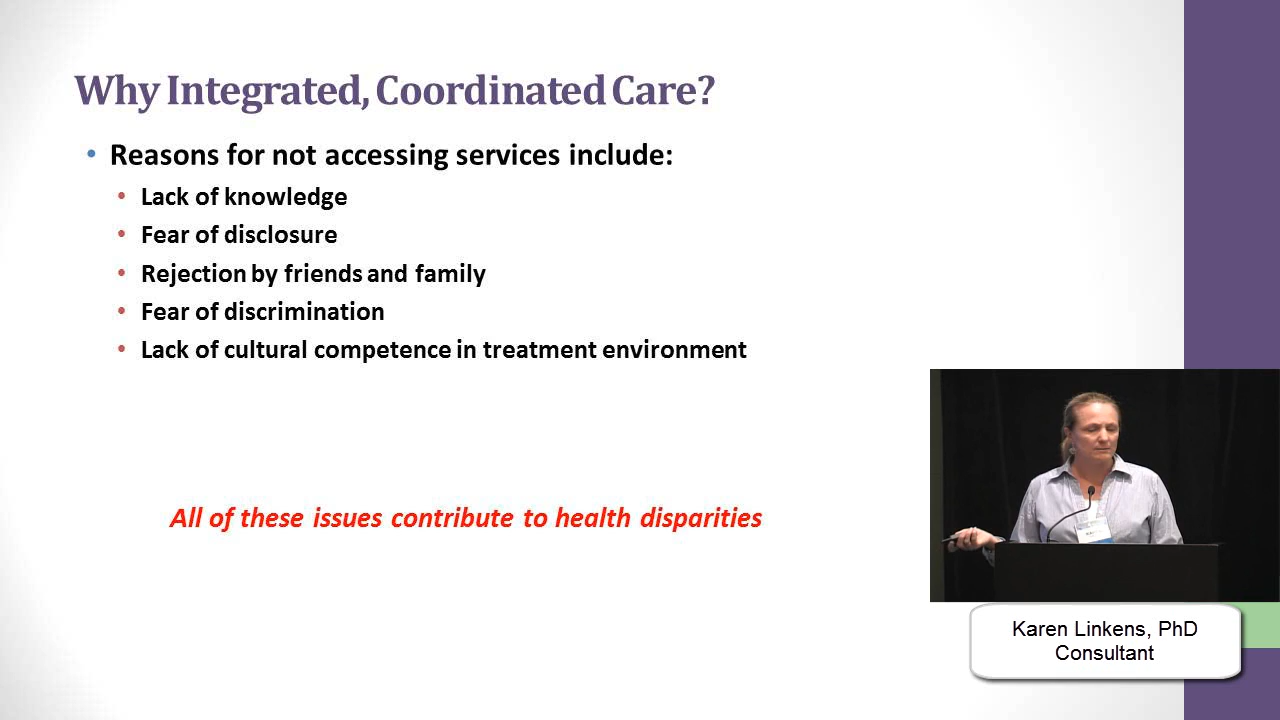 Why Integrated, Coordinated Care?
• Reasons for not accessing services include:
• Lack of knowledge
• Fear of disclosure
• Rejection by friends and family
• Fear of discrimination
• Lack of cultural competence in treatment environment
All of these issues contribute to health disparities
Karen Linkens, PhD
Consultant